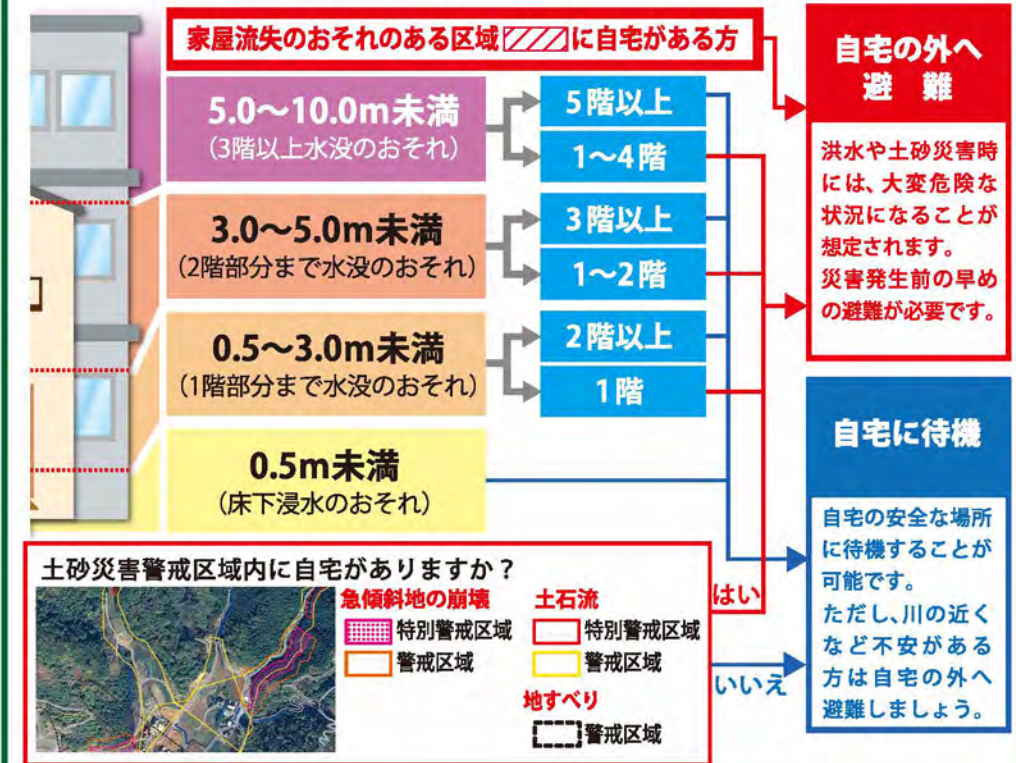 家屋流失のおそれのある区域に自宅がある方
自宅の外へ
避難
洪水や土砂災害時
には、大変危険な
状況になることが
想定されます。
災害発生前の早め
の避難が必要です。
5.0〜10.0m未満
(3階以上水没のおそれ)
5階以上
1〜4階
3.0〜5.0m未満
(2階部分まで水没のおそれ)
3階以上
1〜2階
0.5〜3.0m未満
(1階部分まで水没のおそれ)
2階以上
1階
0.5m未満
(床下浸水のおそれ)
自宅に待機
自宅の安全な場所
に待機することが
可能です。
ただし、川の近く
など不安がある
方は自宅の外へ
避難しましょう。
土砂災害警戒区域内に自宅がありますか？
急傾斜地の崩壊
特別警戒区域
警戒区域
土石流
特別警戒区域
警戒区域
地すべり
警戒区域
はい
いいえ